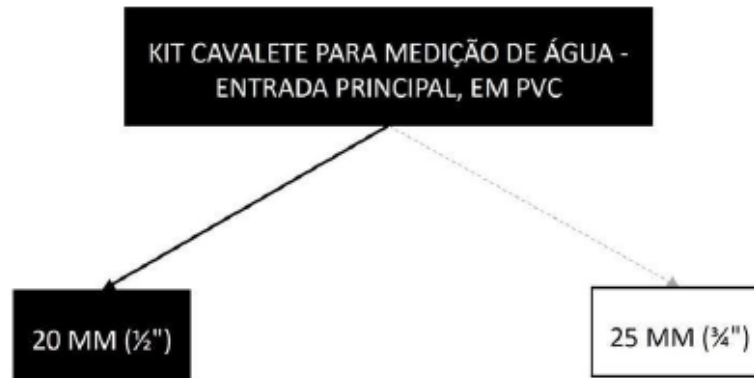 KIT CAVALETE PARA MEDIÇÃO DE ÁGUA -
ENTRADA PRINCIPAL, EM PVC
20 MM (½")
25 MM (¾")